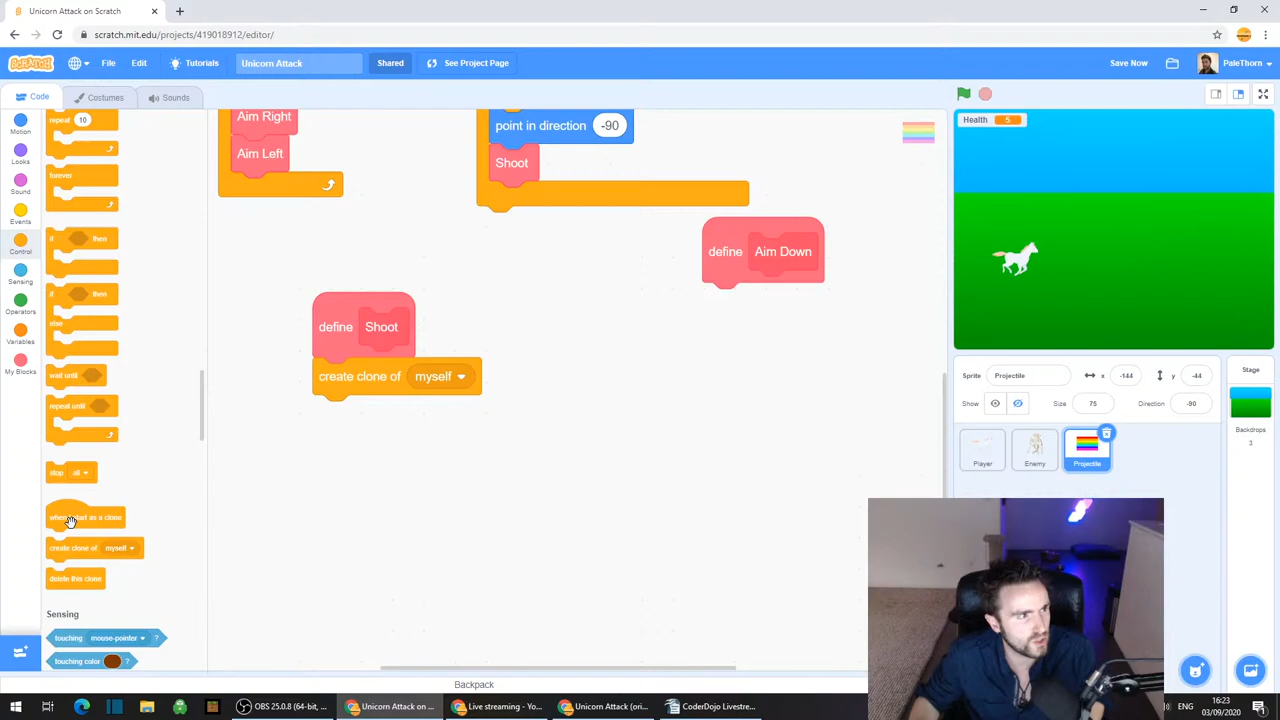 Unicorn Attack on Scratch
scratch.mit.edu/projects/419018912/editor/
SCRATCH
File
Edit
Tutorials
Unicorn Attack
Shared
See Project Page
Save Now
PaleThorn
Code
Costumes
Sounds
Motion
Looks
Sound
Events
Control
Sensing
Operators
Variables
My Blocks
repeat 10
forever
if then
if then
else
wait until
repeat until
stop all
when I start as a clone
create clone of myself
delete this clone
Sensing
touching mouse-pointer ?
touching color ?
Aim Right
Aim Left
point in direction -90
Shoot
define Aim Down
define Shoot
create clone of myself
Health 5
Sprite Projectile x -144 y -44
Show Size 75 Direction -90
Player
Enemy
Projectile
Stage
Backdrops
3
Backpack
OBS 25.0.8 (64-bit, ...
Unicorn Attack on ...
Live streaming - Yo...
Unicorn Attack (ori...
CoderDojo Livestre...
ENG
16:23
03/09/2020
1